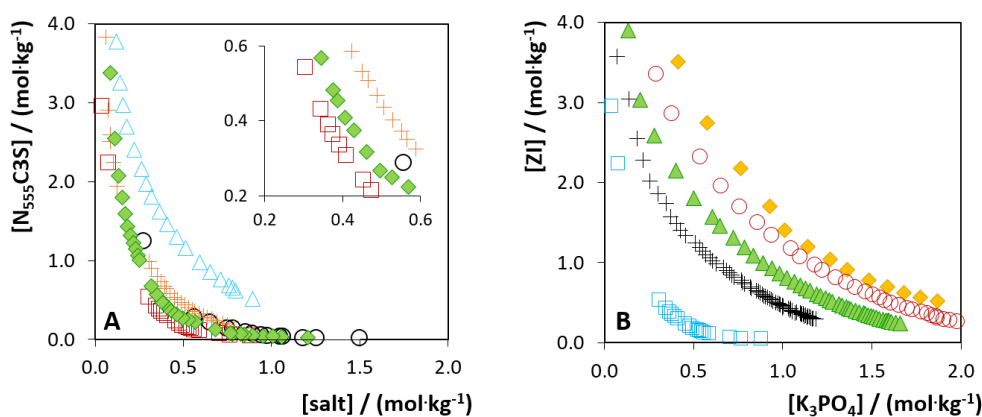 4.0
3.0
2.0
1.0
0.0
[N₅₅₅C3S] / (mol·kg⁻¹)
0.6
0.4
0.2
0.2 0.4 0.6
A
0.0 0.5 1.0 1.5 2.0
[salt] / (mol·kg⁻¹)
4.0
3.0
2.0
1.0
0.0
[ZI] / (mol·kg⁻¹)
B
0.0 0.5 1.0 1.5 2.0
[K₃PO₄] / (mol·kg⁻¹)